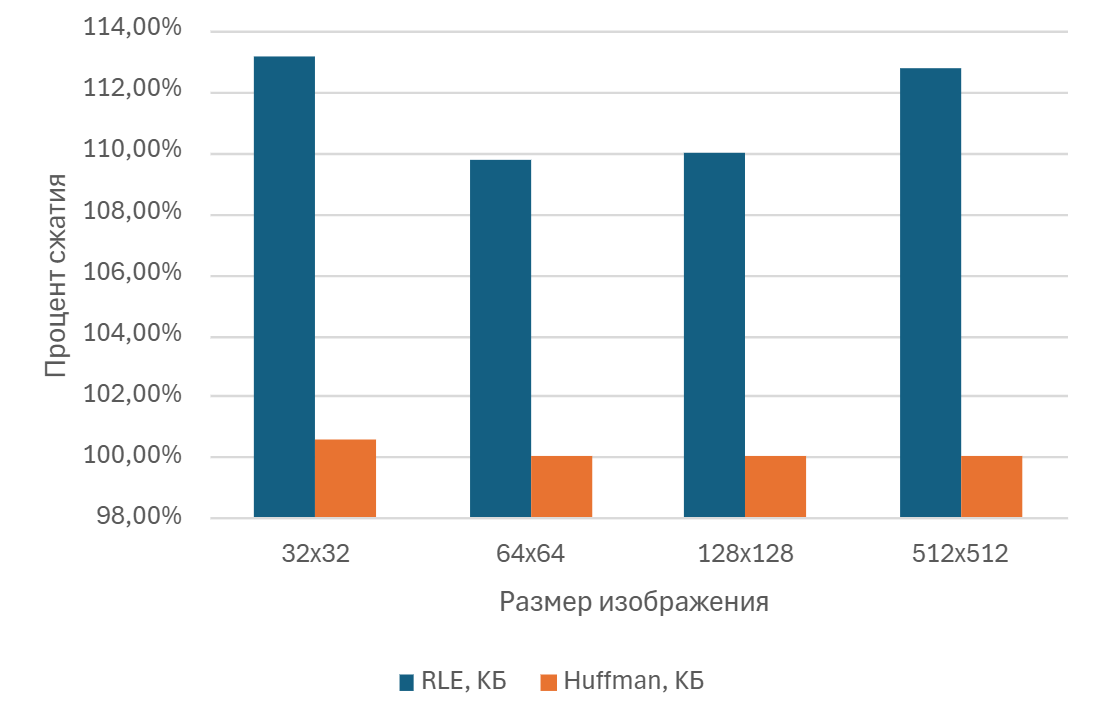 114,00%
112,00%
110,00%
108,00%
106,00%
104,00%
102,00%
100,00%
98,00%
Процент сжатия
32x32 64x64 128x128 512x512
Размер изображения
RLE, КБ Huffman, КБ